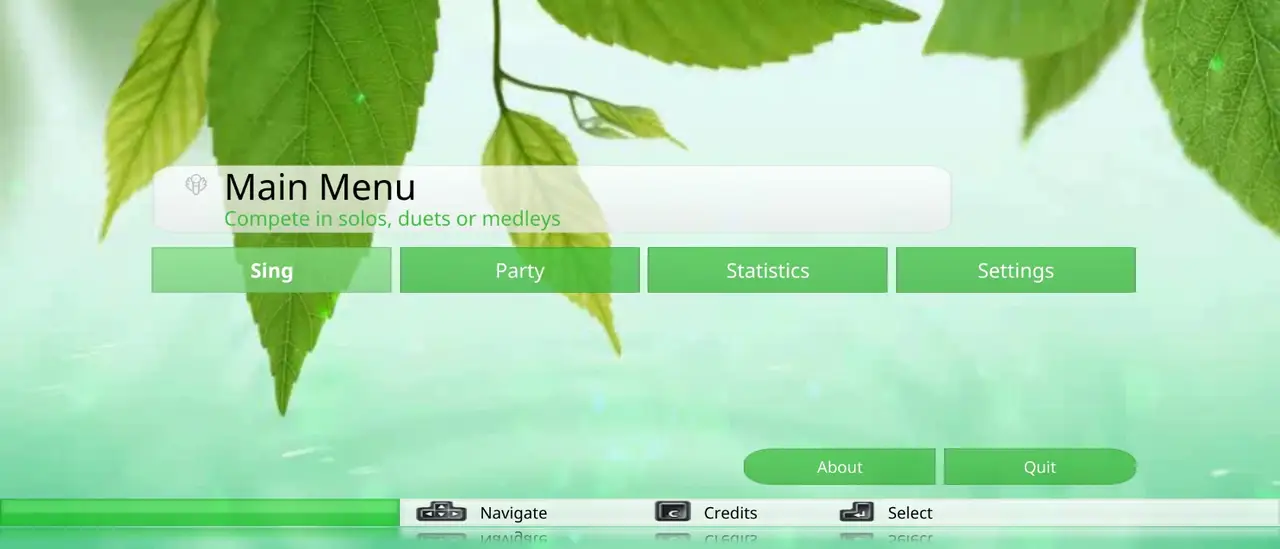 Main Menu
Compete in solos, duets or medleys
Sing
Party
Statistics
Settings
About
Quit
Navigate
C
Credits
Select